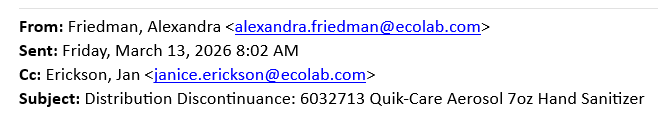 From: Friedman, Alexandra <alexandra.friedman@ecolab.com>
Sent: Friday, March 13, 2026 8:02 AM
Cc: Erickson, Jan <janice.erickson@ecolab.com>
Subject: Distribution Discontinuance: 6032713 Quik-Care Aerosol 7oz Hand Sanitizer